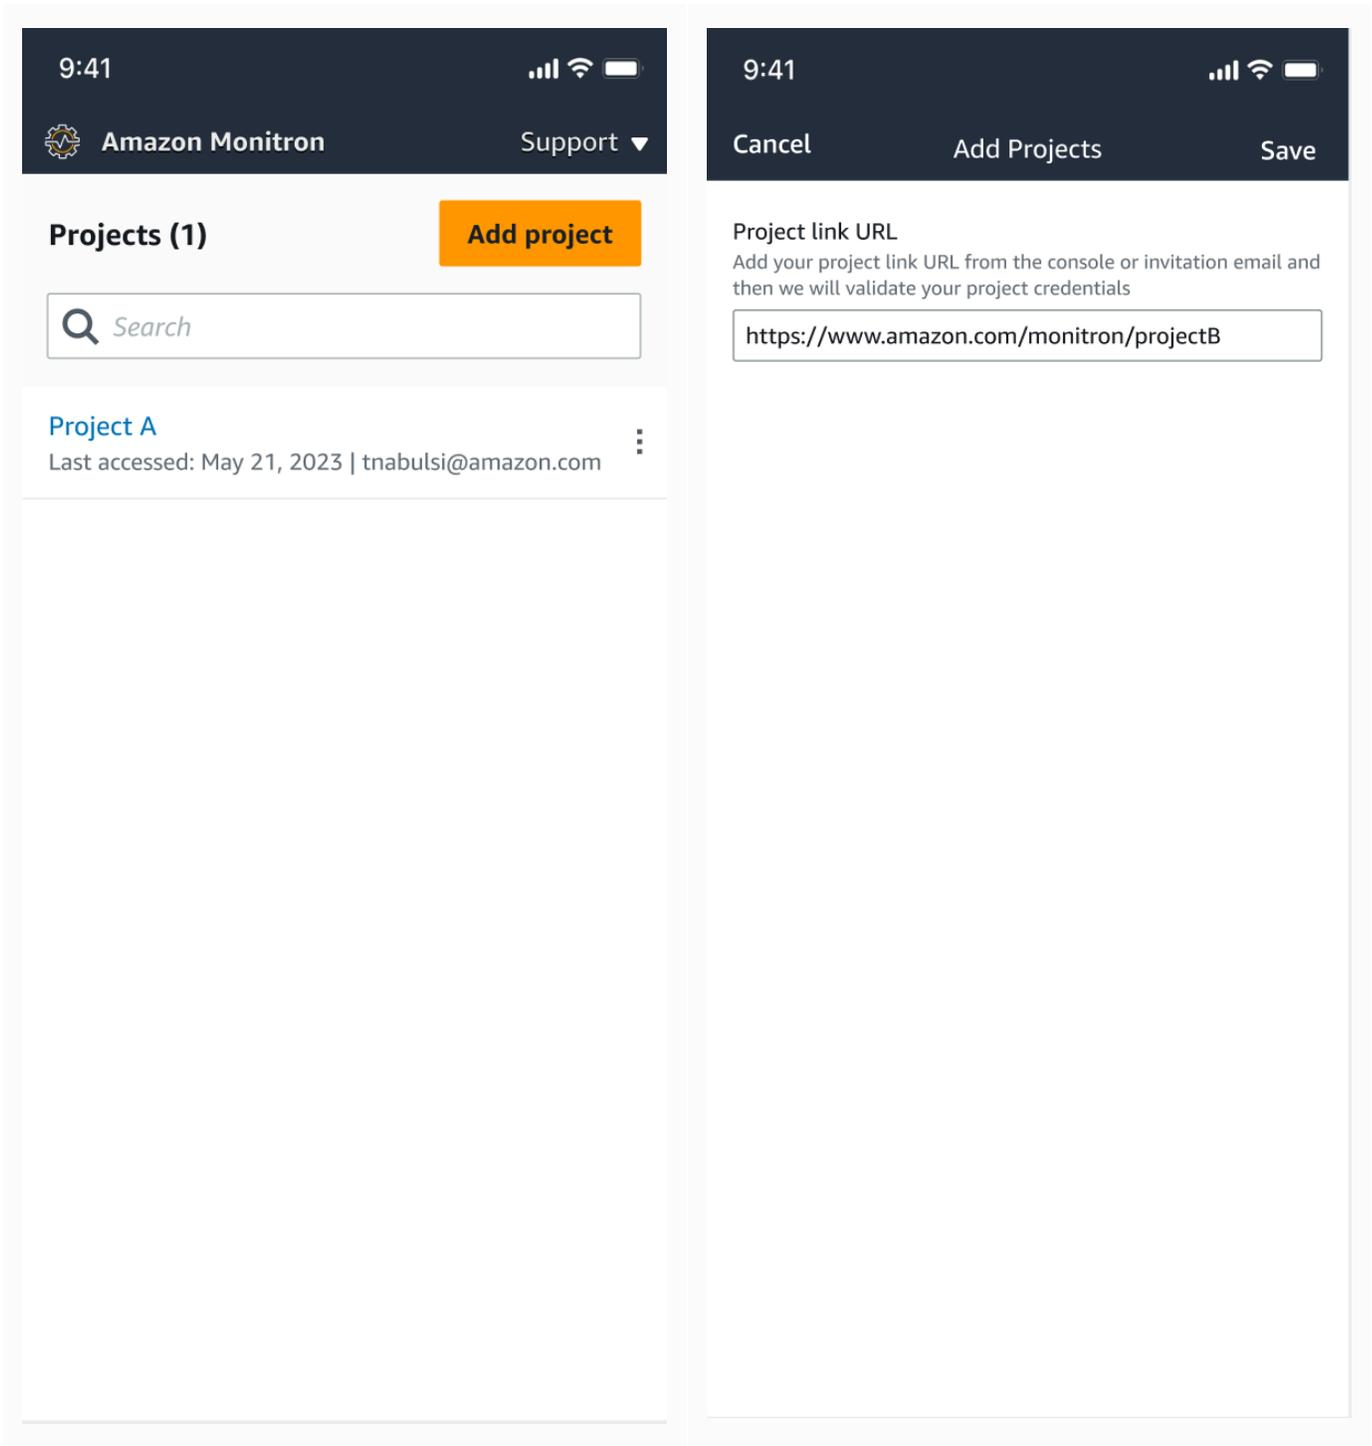 9:41
Amazon Monitron
Support
Projects (1)
Add project
Search
Project A
Last accessed: May 21, 2023 | tnabulsi@amazon.com
9:41
Cancel
Add Projects
Save
Project link URL
Add your project link URL from the console or invitation email and
then we will validate your project credentials
https://www.amazon.com/monitron/projectB